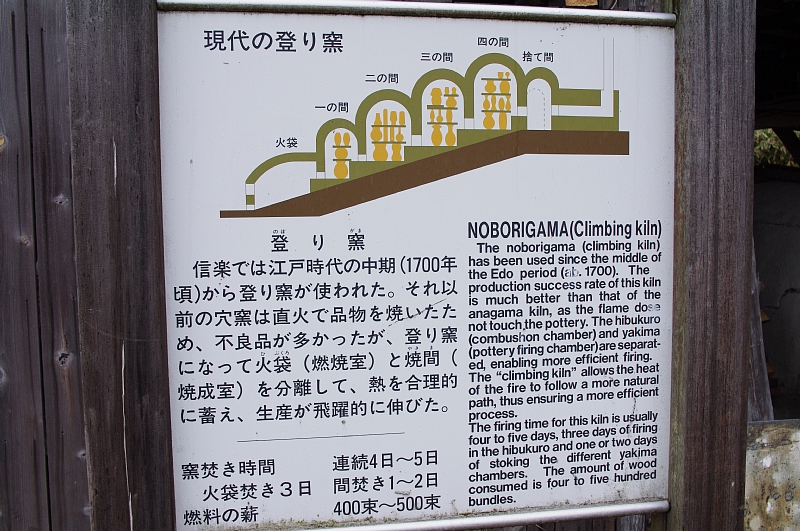 現代の登り窯
四の間
三の間
捨て間
二の間
一の間
火袋
登り窯
信楽では江戸時代の中期(1700年
頃)から登り窯が使われた。それ以
前の穴窯は直火で品物を焼いたた
め、不良品が多かったが、登り窯
になって火袋(燃焼室)と焼間(
焼成室)を分離して、熱を合理的
に蓄え、生産が飛躍的に伸びた。
窯焚き時間 連続4日～5日
火袋焚き3日 間焚き1～2日
燃料の薪 400束～500束
NOBORIGAMA(Climbing kiln)
The noborigama (climbing kiln)
has been used since the middle of
the Edo period (ab. 1700). The
production success rate of this kiln
is much better than that of the
anagama kiln, as the flame dose
not touch the pottery. The hibukuro
(combushon chamber) and yakima
(pottery firing chamber) are separat-
ed, enabling more efficient firing.
The "climbing kiln" allows the heat
of the fire to follow a more natural
path, thus ensuring a more efficient
process.
The firing time for this kiln is usually
four to five days, three days of firing
in the hibukuro and one or two days
of stoking the different yakima
chambers. The amount of wood
consumed is four to five hundred
bundles.